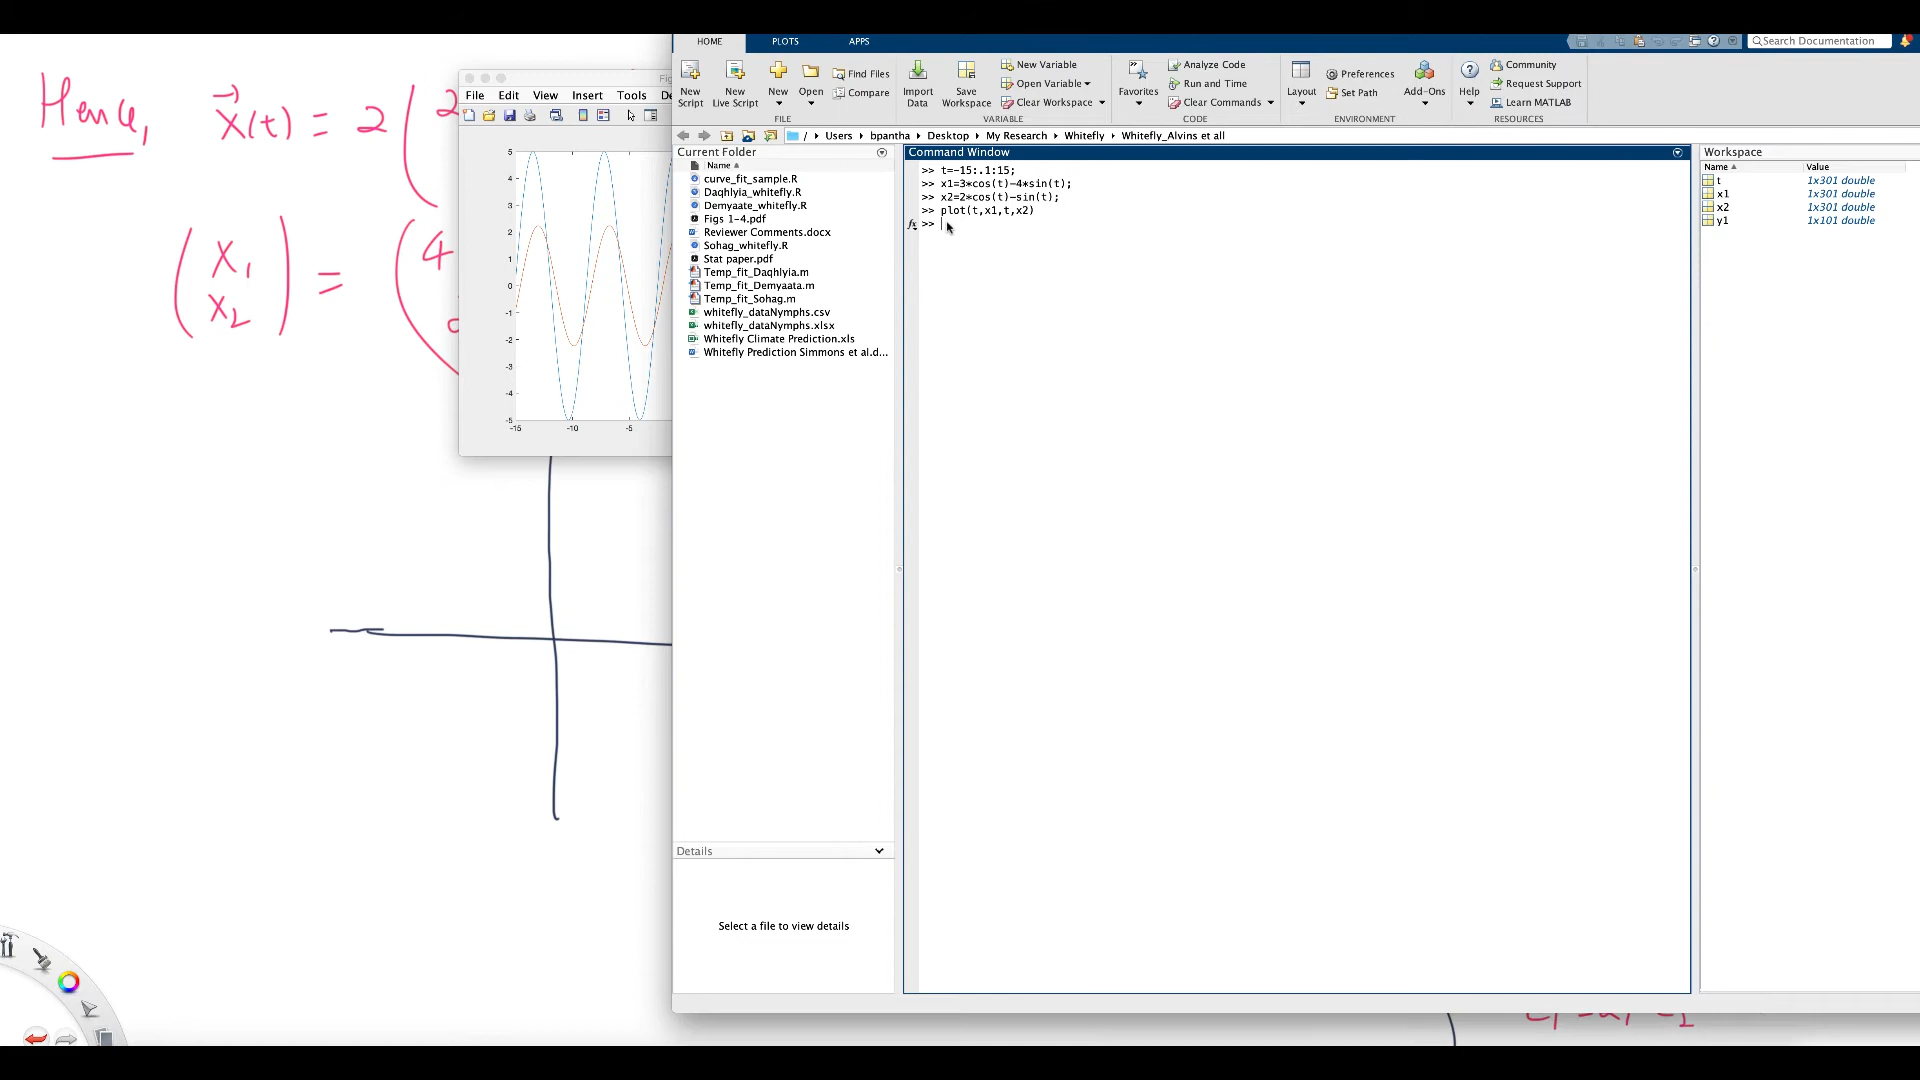 HOME PLOTS APPS
Search Documentation
New Script
New Live Script
New
Open
Find Files
Compare
Import Data
Save Workspace
New Variable
Open Variable
Clear Workspace
Favorites
Analyze Code
Run and Time
Clear Commands
Layout
Preferences
Set Path
Add-Ons
Help
Community
Request Support
Learn MATLAB
FILE VARIABLE CODE ENVIRONMENT RESOURCES
/ Users bpantha Desktop My Research Whitefly Whitefly_Alvins et all
Current Folder
Name
curve_fit_sample.R
Daqhlyia_whitefly.R
Demyaate_whitefly.R
Figs 1-4.pdf
Reviewer Comments.docx
Sohag_whitefly.R
Stat paper.pdf
Temp_fit_Daqhlyia.m
Temp_fit_Demyaata.m
Temp_fit_Sohag.m
whitefly_dataNymphs.csv
whitefly_dataNymphs.xlsx
Whitefly Climate Prediction.xls
Whitefly Prediction Simmons et al.d...
Details
Select a file to view details
Command Window
>> t=-15:.1:15;
>> x1=3*cos(t)-4*sin(t);
>> x2=2*cos(t)-sin(t);
>> plot(t,x1,t,x2)
fx >>
Workspace
Name Value
t 1x301 double
x1 1x301 double
x2 1x301 double
y1 1x101 double
File Edit View Insert Tools
5
4
3
2
1
0
-1
-2
-3
-4
-5
-15 -10 -5
Hence, x(t) = 2 ( 2
( x1 x2 ) = ( 4